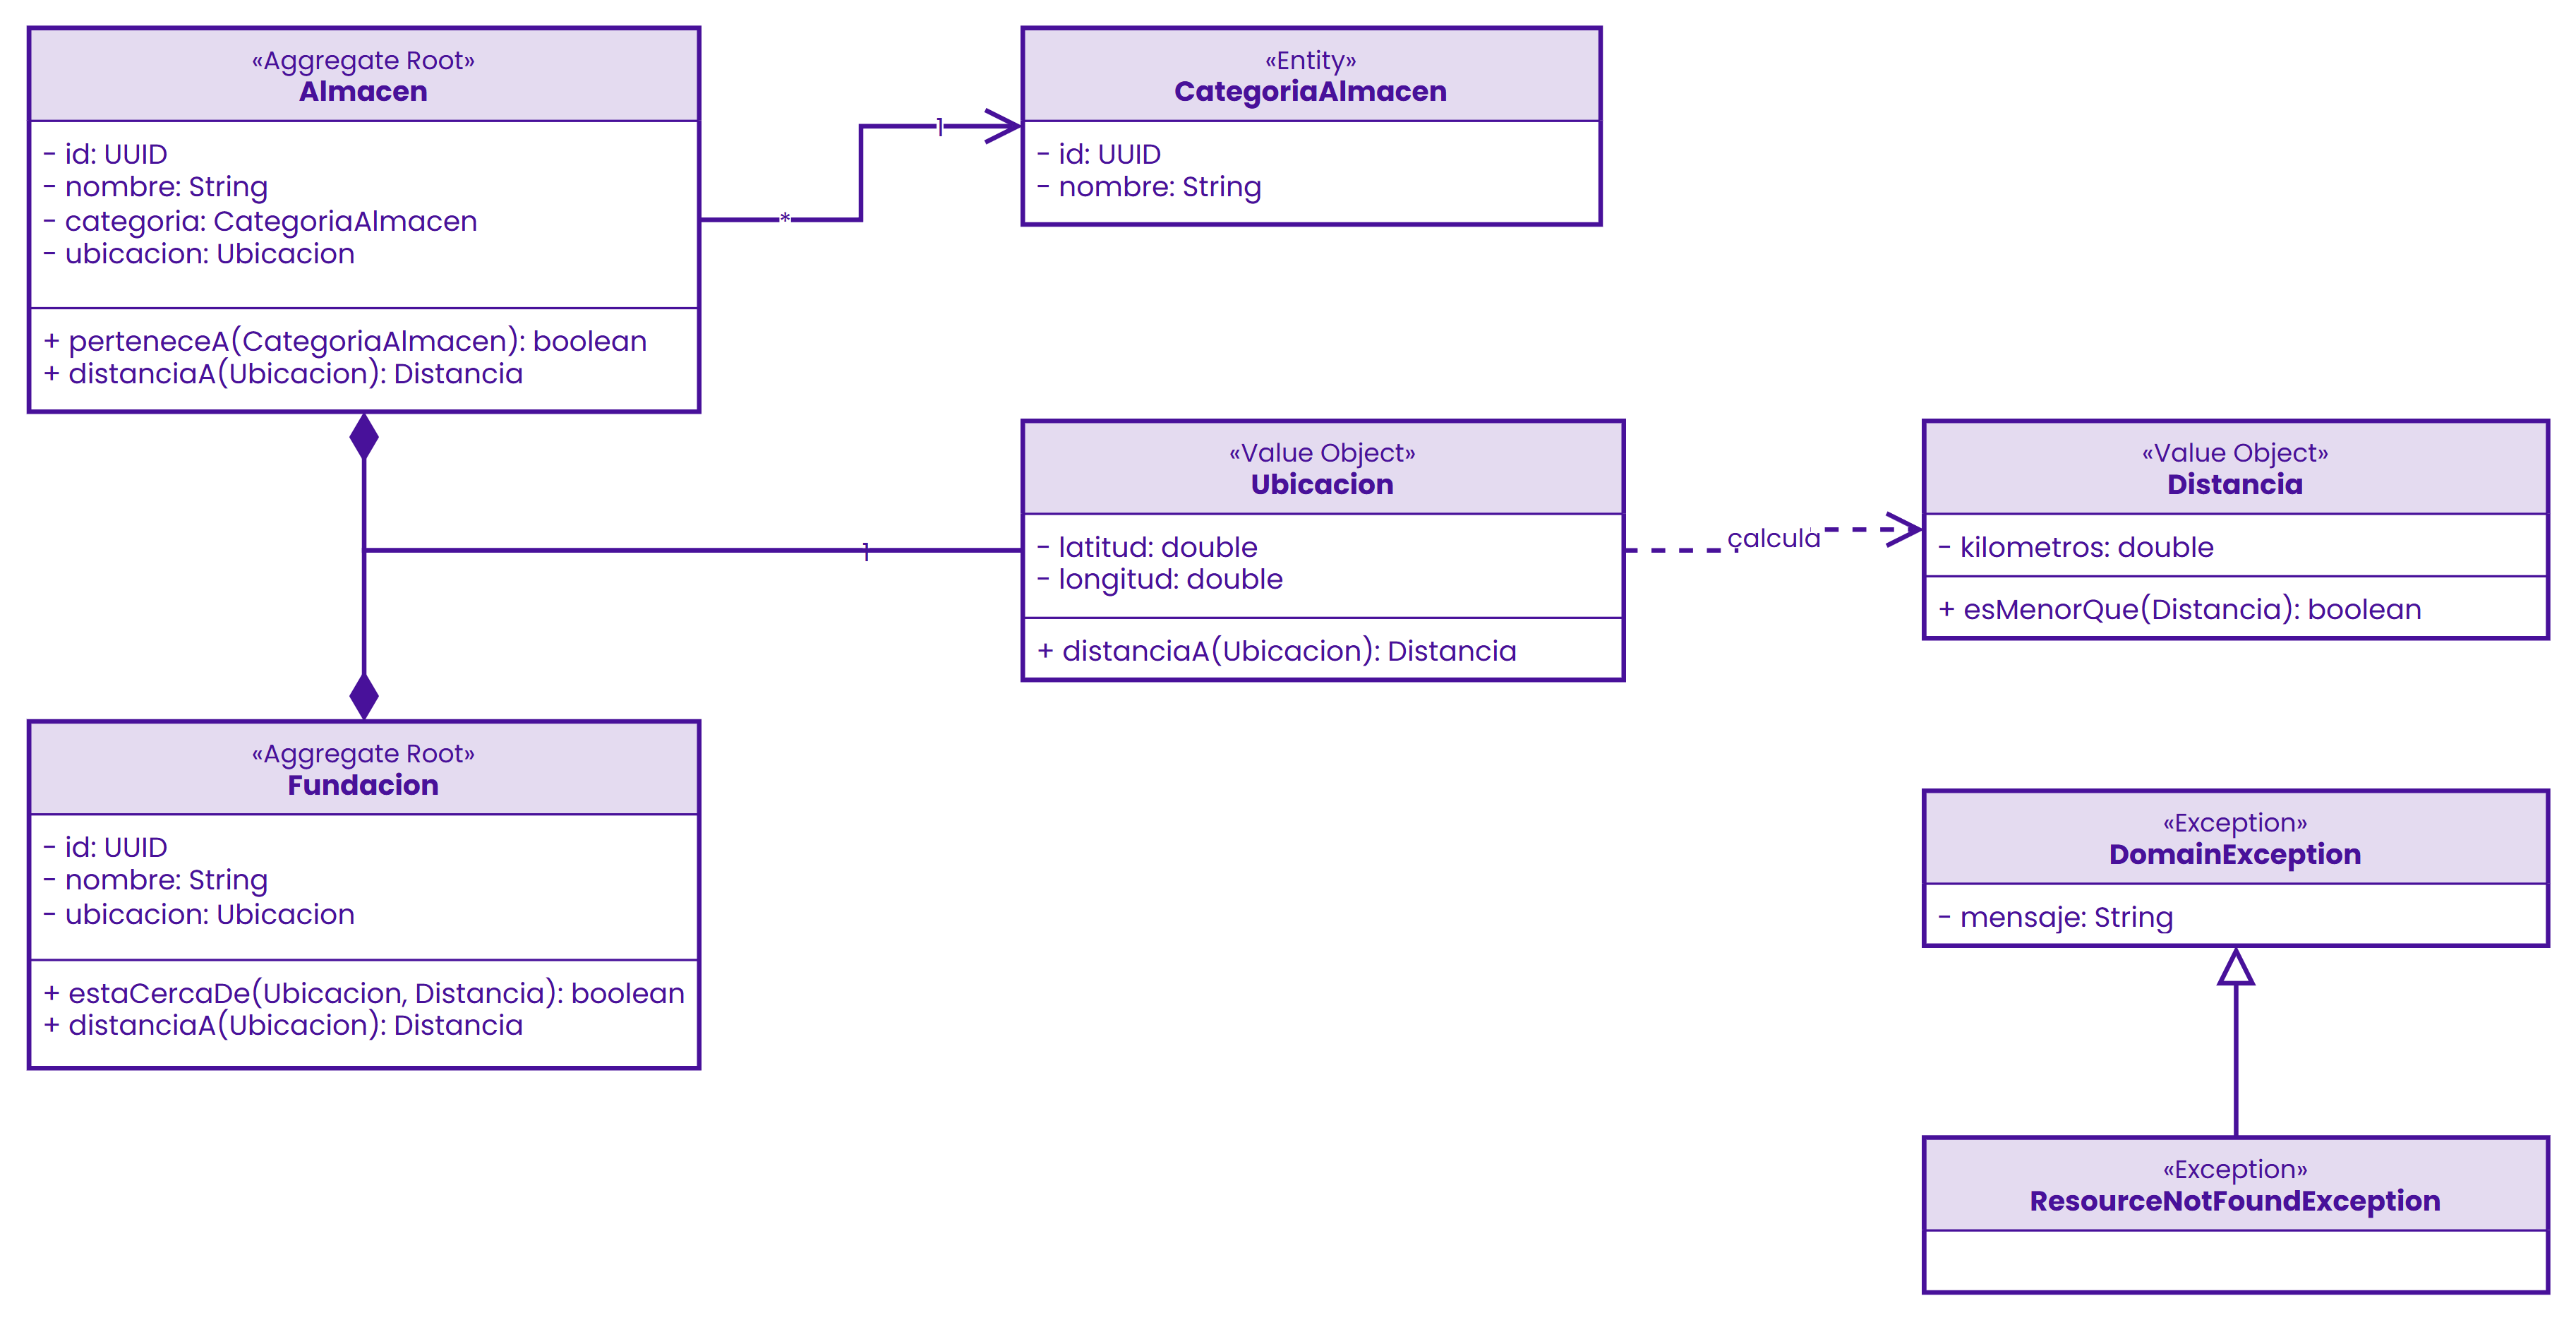 «Aggregate Root»
Almacen
- id: UUID
- nombre: String
- categoria: CategoriaAlmacen
- ubicacion: Ubicacion
+ perteneceA(CategoriaAlmacen): boolean
+ distanciaA(Ubicacion): Distancia
*
1
«Entity»
CategoriaAlmacen
- id: UUID
- nombre: String
1
«Value Object»
Ubicacion
- latitud: double
- longitud: double
+ distanciaA(Ubicacion): Distancia
calcula
«Value Object»
Distancia
- kilometros: double
+ esMenorQue(Distancia): boolean
«Aggregate Root»
Fundacion
- id: UUID
- nombre: String
- ubicacion: Ubicacion
+ estaCercaDe(Ubicacion, Distancia): boolean
+ distanciaA(Ubicacion): Distancia
«Exception»
DomainException
- mensaje: String
«Exception»
ResourceNotFoundException